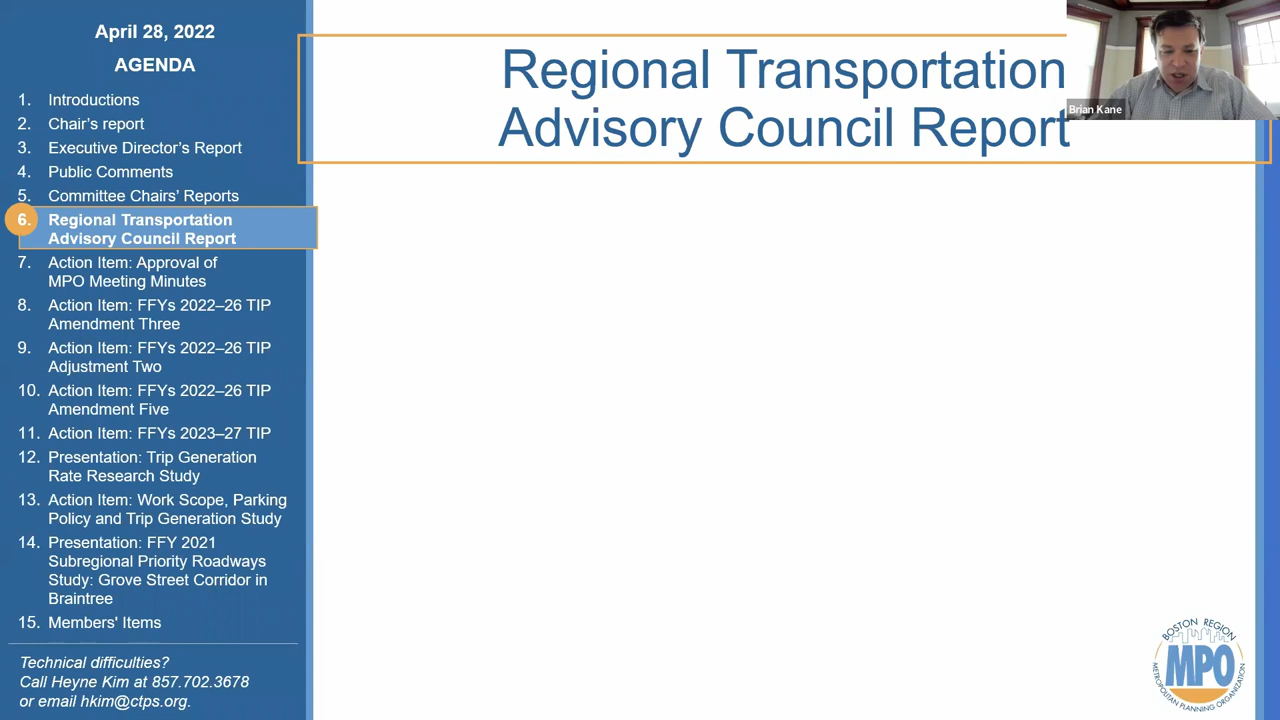 April 28, 2022
AGENDA
1. Introductions
2. Chair's report
3. Executive Director's Report
4. Public Comments
5. Committee Chairs' Reports
6. Regional Transportation
Advisory Council Report
7. Action Item: Approval of
MPO Meeting Minutes
8. Action Item: FFYs 2022–26 TIP
Amendment Three
9. Action Item: FFYs 2022–26 TIP
Adjustment Two
10. Action Item: FFYs 2022–26 TIP
Amendment Five
11. Action Item: FFYs 2023–27 TIP
12. Presentation: Trip Generation
Rate Research Study
13. Action Item: Work Scope, Parking
Policy and Trip Generation Study
14. Presentation: FFY 2021
Subregional Priority Roadways
Study: Grove Street Corridor in
Braintree
15. Members' Items
Technical difficulties?
Call Heyne Kim at 857.702.3678
or email hkim@ctps.org.
Regional Transportation
Advisory Council Report
Brian Kane
BOSTON REGION
MPO
METROPOLITAN PLANNING ORGANIZATION